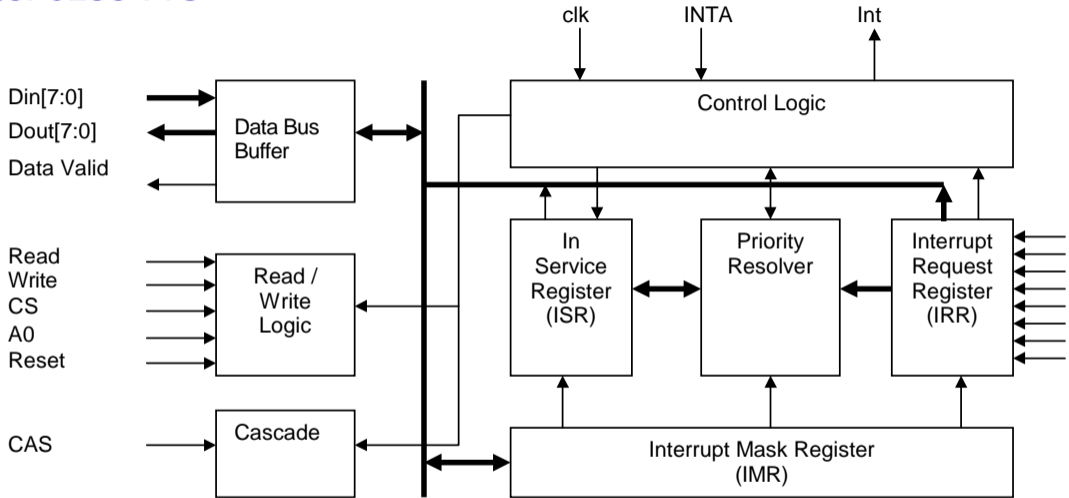 clk
INTA
Int
Din[7:0]
Dout[7:0]
Data Valid
Data Bus
Buffer
Control Logic
Read
Write
CS
A0
Reset
Read /
Write
Logic
In
Service
Register
(ISR)
Priority
Resolver
Interrupt
Request
Register
(IRR)
CAS
Cascade
Interrupt Mask Register
(IMR)